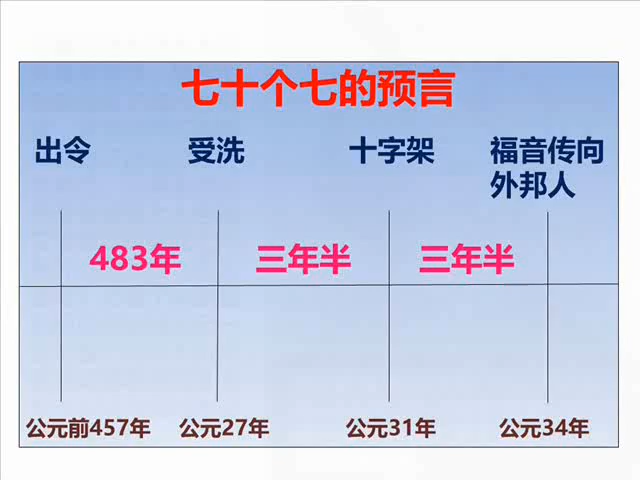 七十个七的预言
出令
受洗
十字架
福音传向
外邦人
483年
三年半
三年半
公元前457年
公元27年
公元31年
公元34年